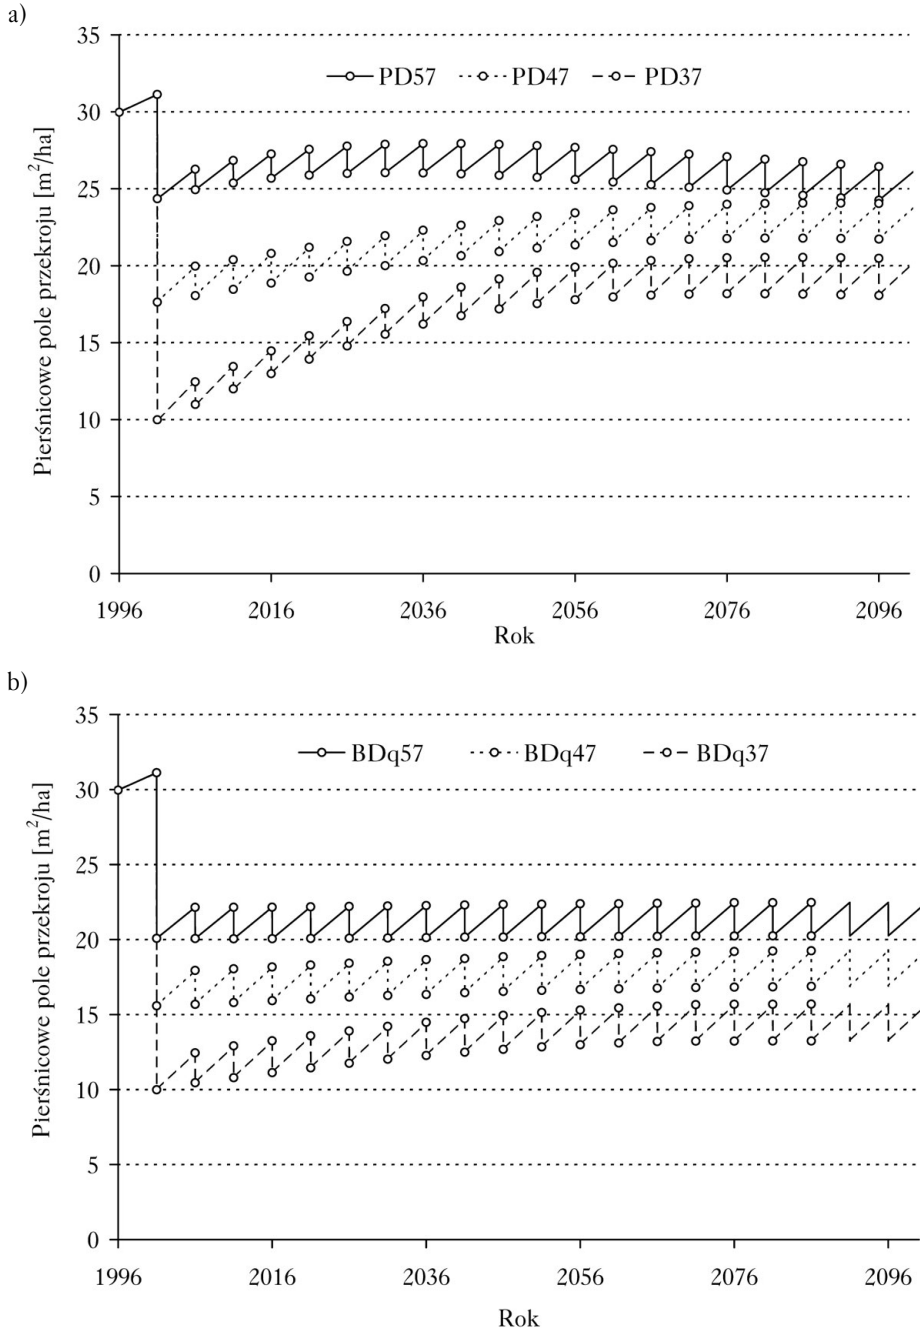 a)
Pierśnicowe pole przekroju [m²/ha]
35
30
25
20
15
10
5
0
PD57 PD47 PD37
1996 2016 2036 2056 2076 2096
Rok
b)
Pierśnicowe pole przekroju [m²/ha]
35
30
25
20
15
10
5
0
BDq57 BDq47 BDq37
1996 2016 2036 2056 2076 2096
Rok